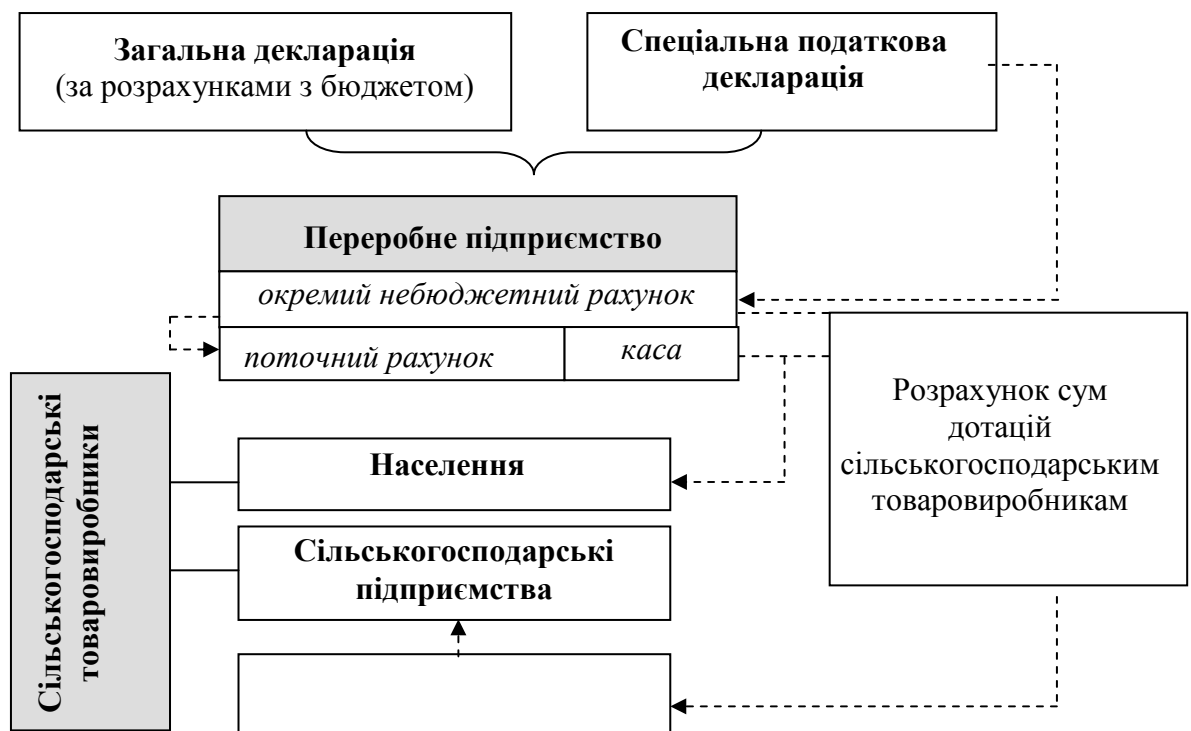 Загальна декларація
(за розрахунками з бюджетом)
Спеціальна податкова
декларація
Переробне підприємство
окремий небюджетний рахунок
поточний рахунок
каса
Розрахунок сум
дотацій
сільськогосподарським
товаровиробникам
Сільськогосподарські
товаровиробники
Населення
Сільськогосподарські
підприємства